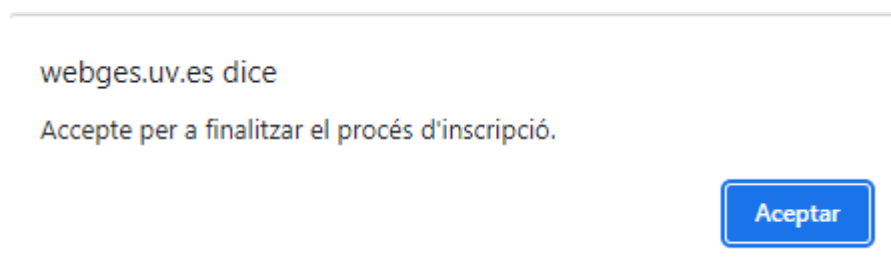 webges.uv.es dice
Accepte per a finalitzar el procés d'inscripció.
Aceptar